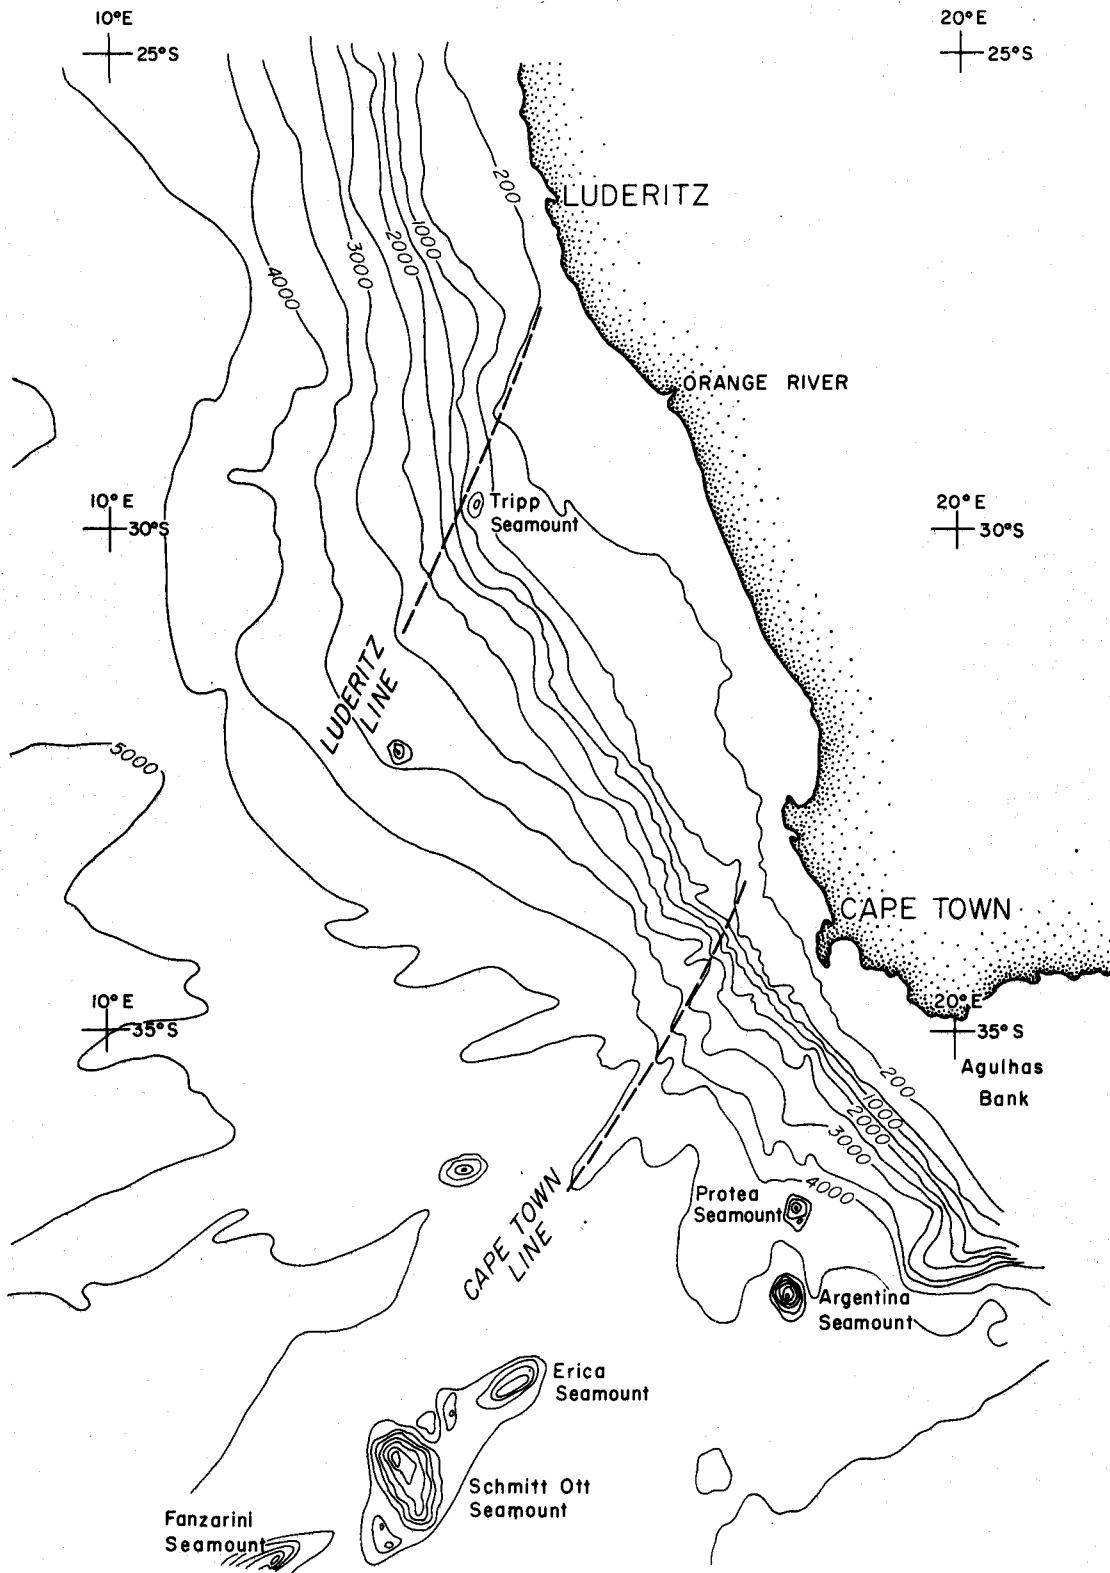 10°E
20°E
25°S
25°S
200
LUDERITZ
1000
2000
3000
4000
ORANGE RIVER
10°E
Tripp
Seamount
20°E
30°S
30°S
LUDERITZ
LINE
5000
CAPE TOWN
10°E
20°E
35°S
35°S
Agulhas
Bank
200
1000
2000
3000
4000
Protea
Seamount
CAPE TOWN
LINE
Argentina
Seamount
Erica
Seamount
Schmitt Ott
Seamount
Fanzarini
Seamount